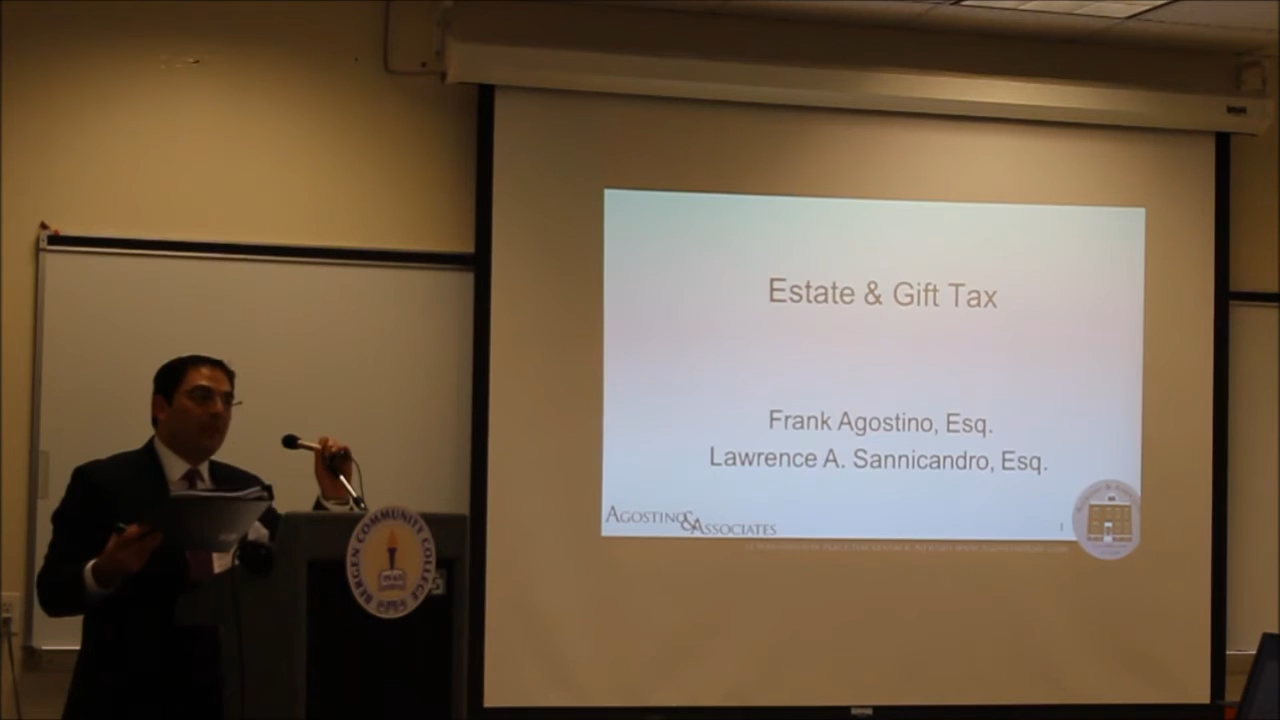 Estate & Gift Tax
Frank Agostino, Esq.
Lawrence A. Sannicandro, Esq.
AGOSTINO & ASSOCIATES
1
BERGEN COMMUNITY COLLEGE